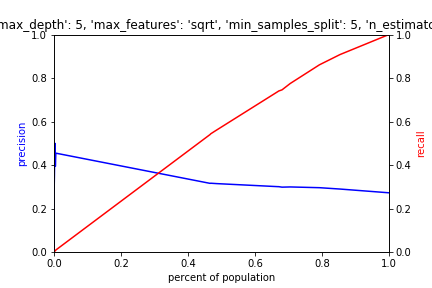 max_depth': 5, 'max_features': 'sqrt', 'min_samples_split': 5, 'n_estimato
1.0 1.0
0.8 0.8
0.6 0.6
precision recall
0.4 0.4
0.2 0.2
0.0 0.0
0.0 0.2 0.4 0.6 0.8 1.0
percent of population